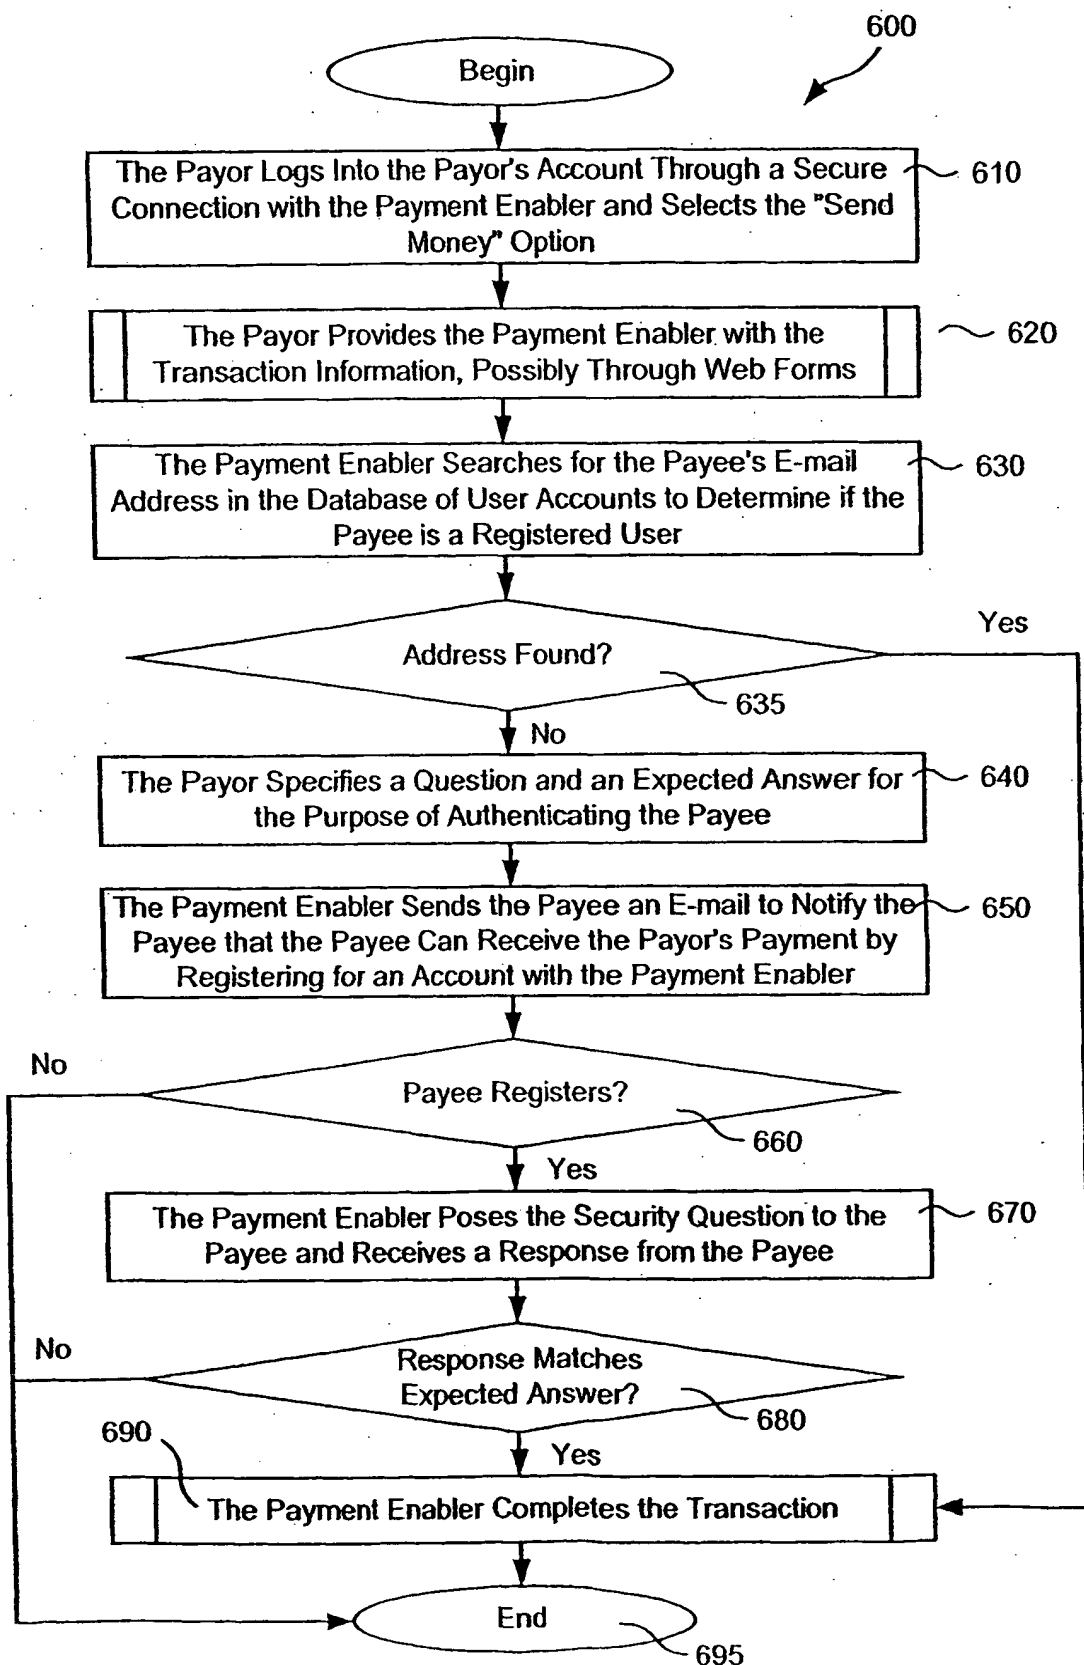 600
Begin
The Payor Logs Into the Payor's Account Through a Secure
Connection with the Payment Enabler and Selects the "Send
Money" Option
610
The Payor Provides the Payment Enabler with the
Transaction Information, Possibly Through Web Forms
620
The Payment Enabler Searches for the Payee's E-mail
Address in the Database of User Accounts to Determine if the
Payee is a Registered User
630
Address Found?
635
Yes
No
The Payor Specifies a Question and an Expected Answer for
the Purpose of Authenticating the Payee
640
The Payment Enabler Sends the Payee an E-mail to Notify the
Payee that the Payee Can Receive the Payor's Payment by
Registering for an Account with the Payment Enabler
650
No
Payee Registers?
660
Yes
The Payment Enabler Poses the Security Question to the
Payee and Receives a Response from the Payee
670
No
Response Matches
Expected Answer?
680
690
Yes
The Payment Enabler Completes the Transaction
End
695